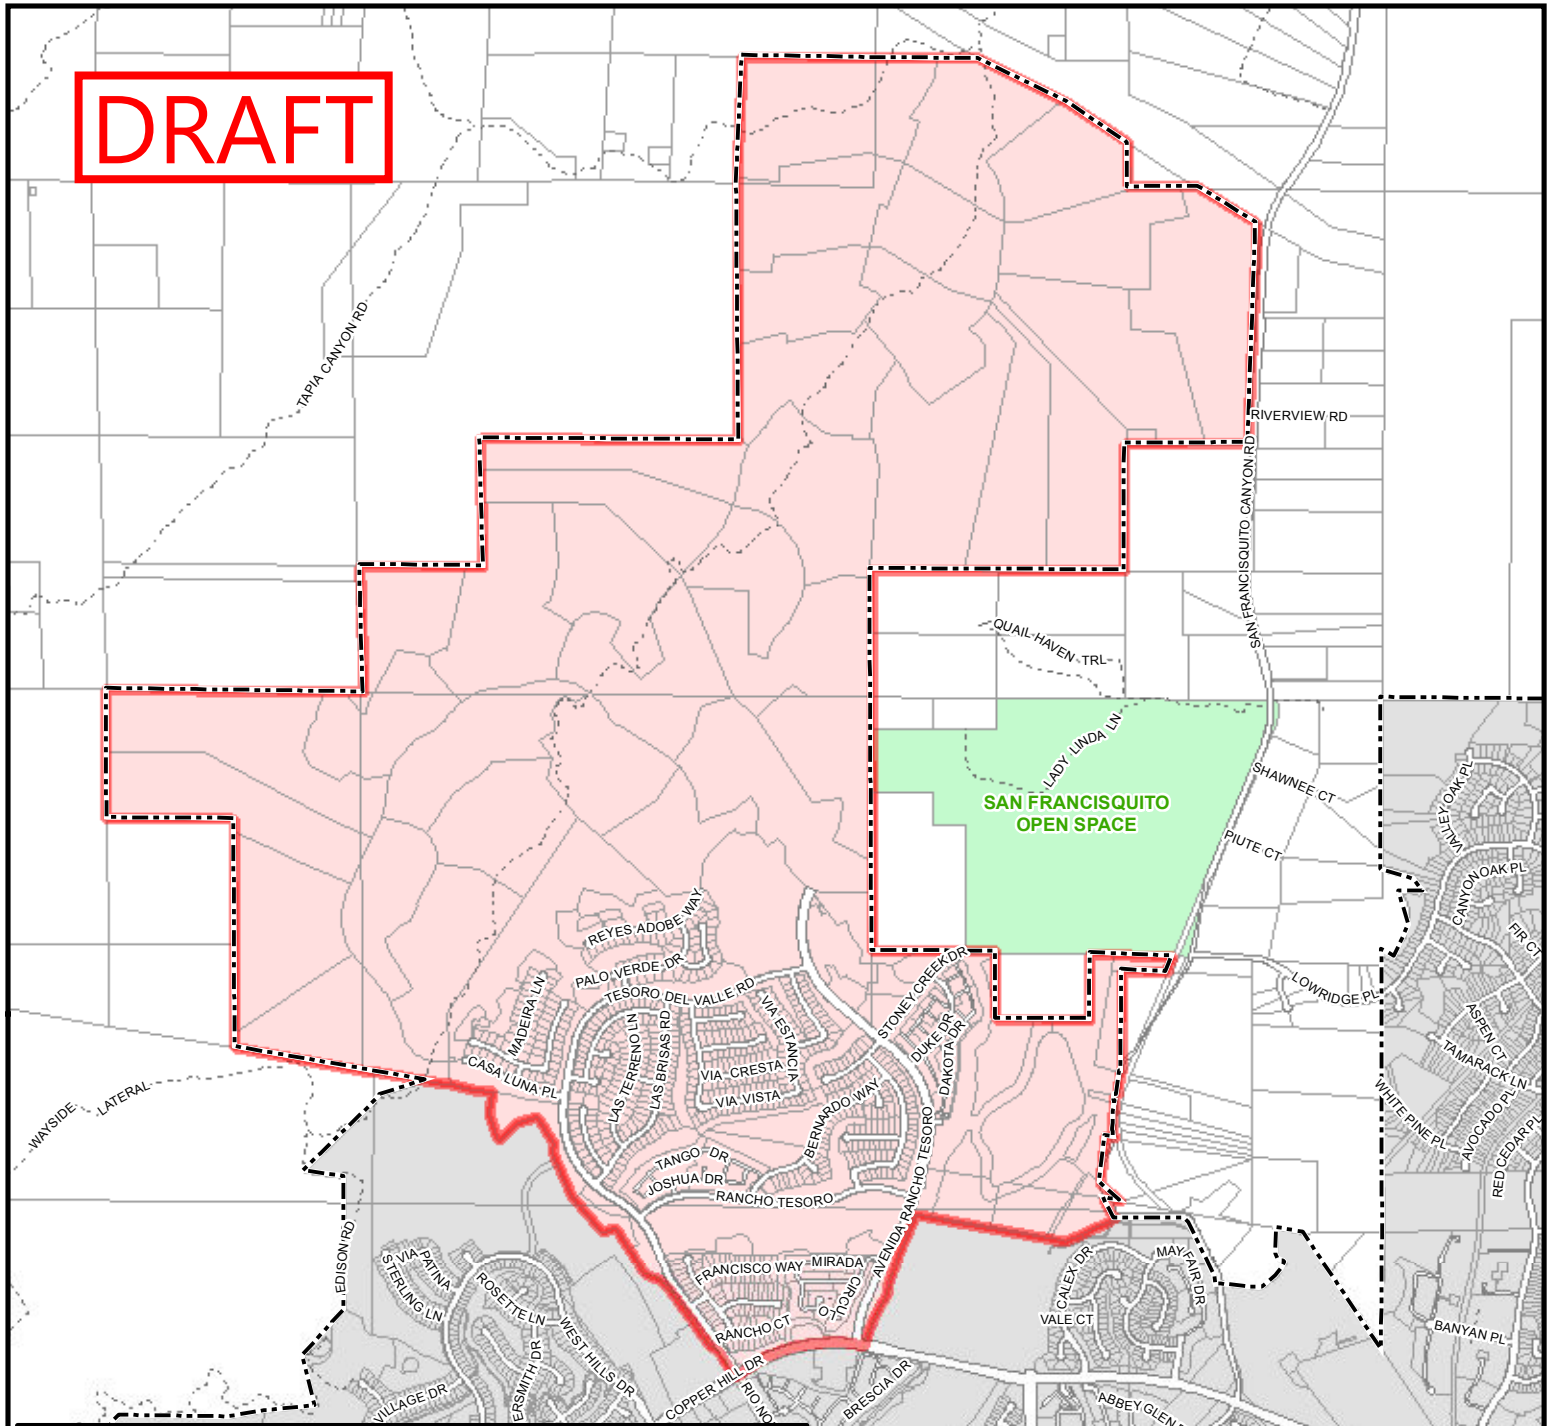 DRAFT
TAPIA CANYON RD
RIVERVIEW RD
SAN FRANCISQUITO CANYON RD
QUAIL HAVEN TRL
LADY LINDA LN
SHAWNEE CT
SAN FRANCISQUITO
OPEN SPACE
PIUTE CT
VALLEY OAK PL
CANYON OAK PL
FIR CT
REYES ADOBE WAY
PALO VERDE DR
MADEIRA LN
TESORO DEL VALLE RD
VIA ESTANCIA
STONEY CREEK DR
LOWRIDGE PL
ASPEN CT
CASA LUNA PL
LAS TERRENO LN
LAS BRISAS RD
VIA CRESTA
VIA VISTA
DUKE DR
DAKOTA DR
BERNARDO WAY
TAMARACK LN
WHITE PINE PL
AVOCADO PL
RED CEDAR PL
WAYSIDE LATERAL
TANGO DR
JOSHUA DR
RANCHO TESORO
AVENIDA RANCHO TESORO
EDISON RD
VIA PATINA
STERLING LN
ROSETTE LN
WEST HILLS DR
FRANCISCO WAY
MIRADA
CIRCULO
RANCHO CT
CALEX DR
MAYFAIR DR
VALE CT
BANYAN PL
VILLAGE DR
ERSMITH DR
COPPER HILL DR
RIO NO
BRESCIA DR
ABBEY GLEN